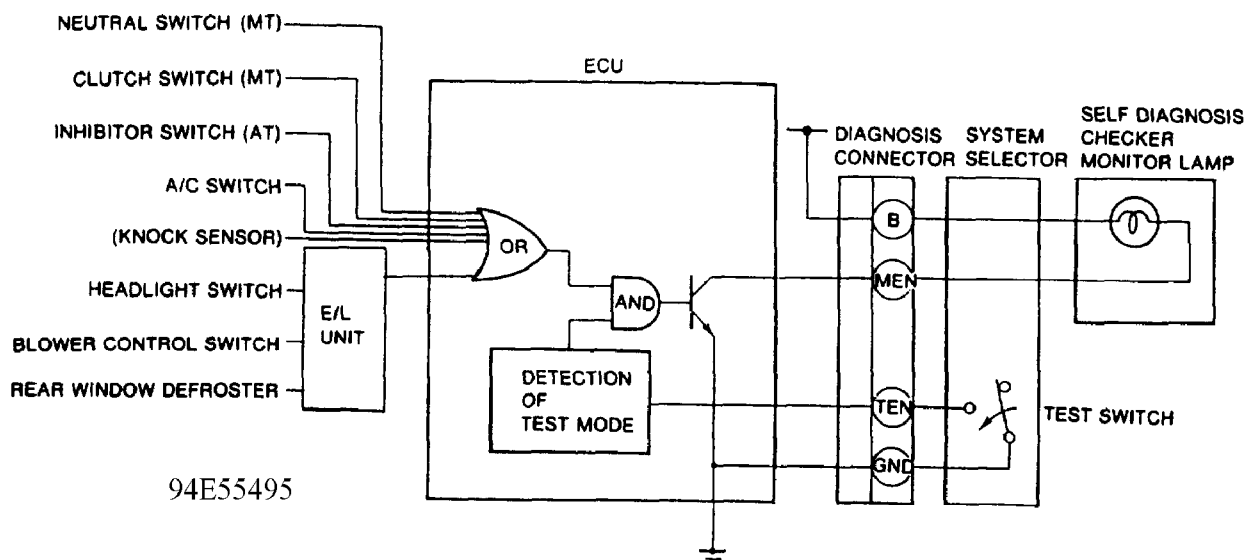 NEUTRAL SWITCH (MT)
CLUTCH SWITCH (MT)
INHIBITOR SWITCH (AT)
A/C SWITCH
(KNOCK SENSOR)
HEADLIGHT SWITCH
BLOWER CONTROL SWITCH
REAR WINDOW DEFROSTER
E/L
UNIT
ECU
OR
AND
DETECTION
OF
TEST MODE
DIAGNOSIS
CONNECTOR
B
MEN
TEN
GND
SYSTEM
SELECTOR
SELF DIAGNOSIS
CHECKER
MONITOR LAMP
TEST SWITCH
94E55495